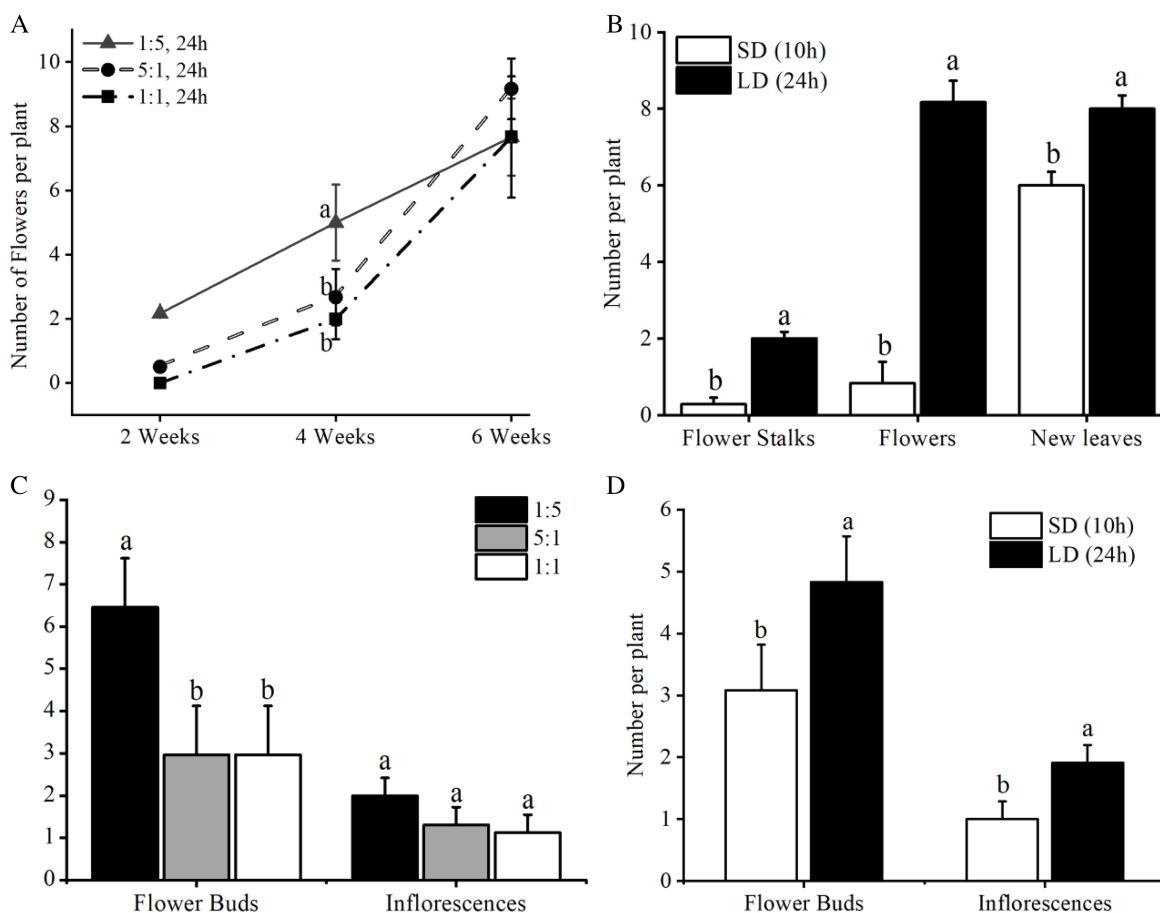 A
1:5, 24h
5:1, 24h
1:1, 24h
Number of Flowers per plant
10
8
6
4
2
0
a
b
b
2 Weeks
4 Weeks
6 Weeks
B
SD (10h)
LD (24h)
Number per plant
10
8
6
4
2
0
b
a
b
a
b
a
Flower Stalks
Flowers
New leaves
C
1:5
5:1
1:1
9
8
7
6
5
4
3
2
1
0
a
b
b
a
a
a
Flower Buds
Inflorescences
D
SD (10h)
LD (24h)
Number per plant
6
5
4
3
2
1
0
b
a
b
a
Flower Buds
Inflorescences